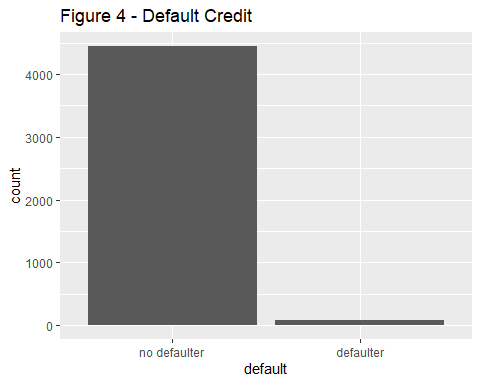 Figure 4 - Default Credit
count
4000
3000
2000
1000
0
no defaulter
defaulter
default